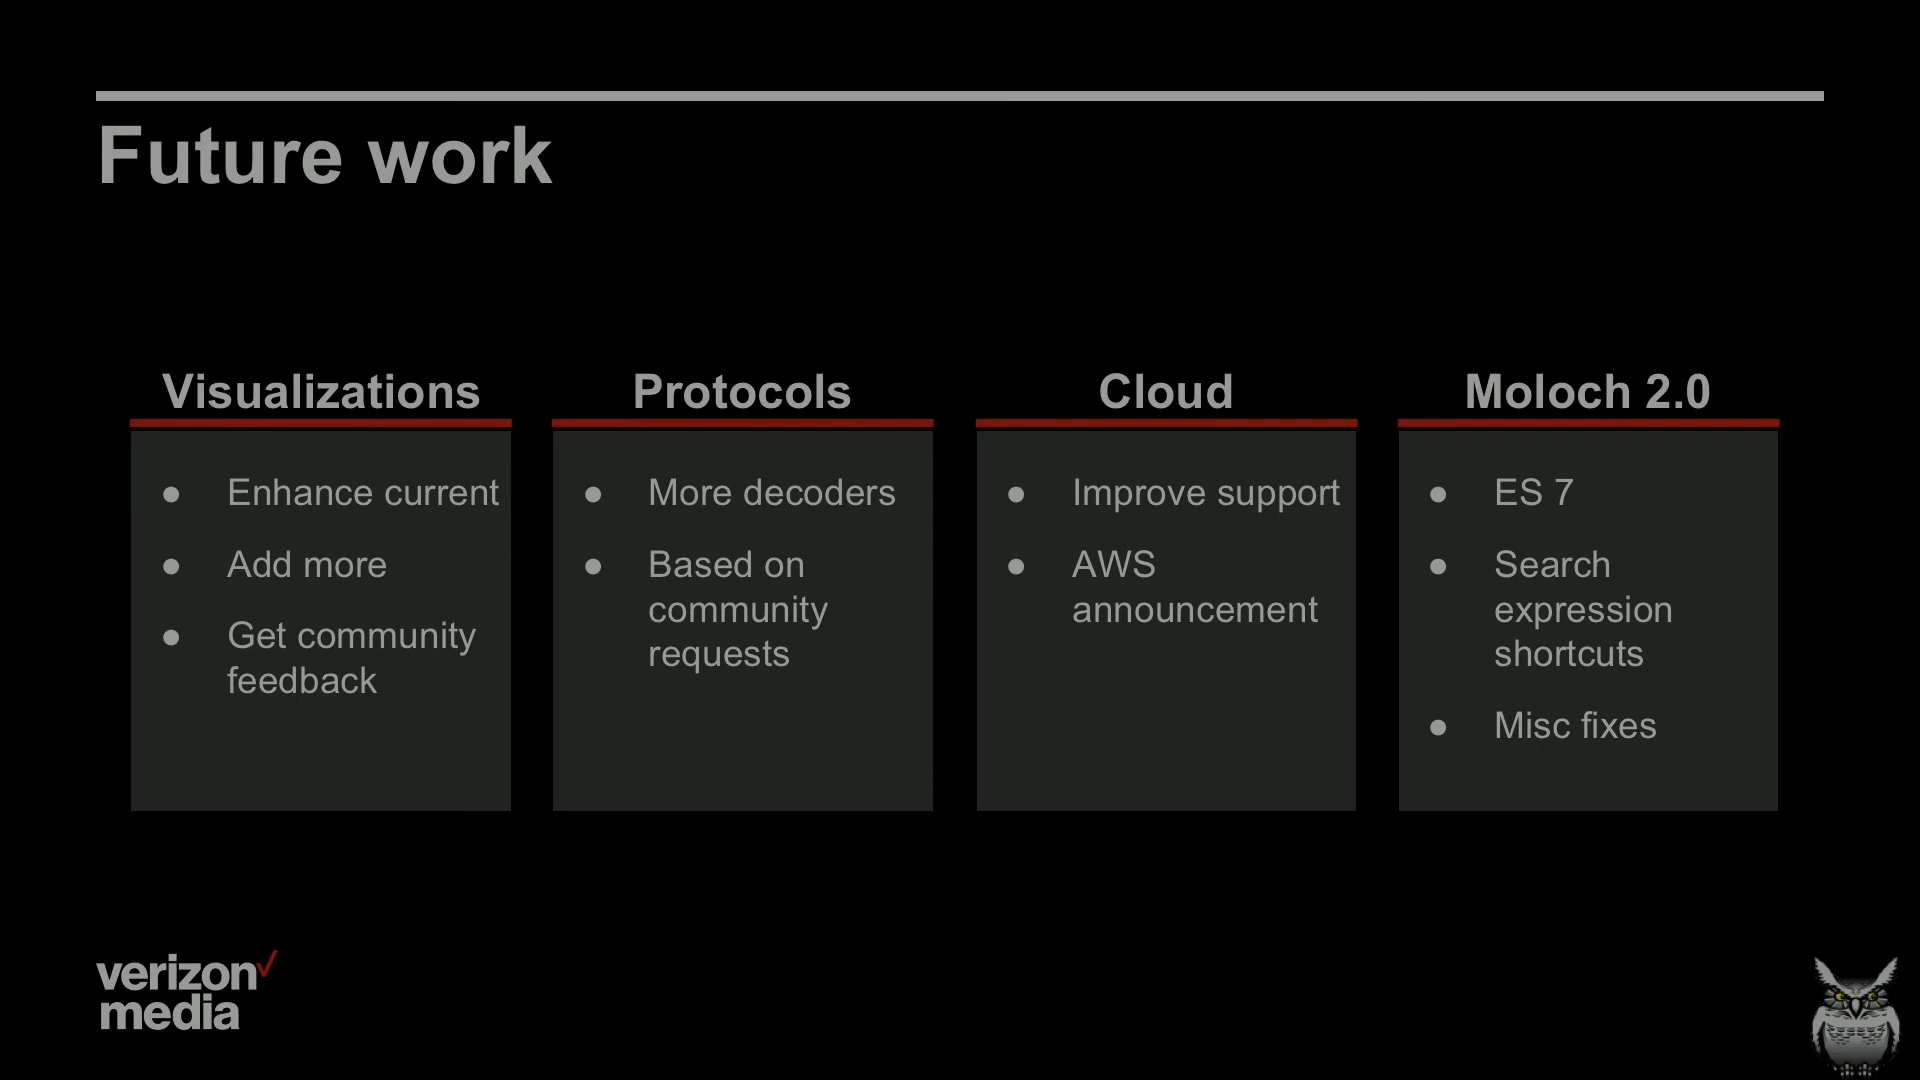 Future work
Visualizations
● Enhance current
● Add more
● Get community
feedback
Protocols
● More decoders
● Based on
community
requests
Cloud
● Improve support
● AWS
announcement
Moloch 2.0
● ES 7
● Search
expression
shortcuts
● Misc fixes
verizon✓
media